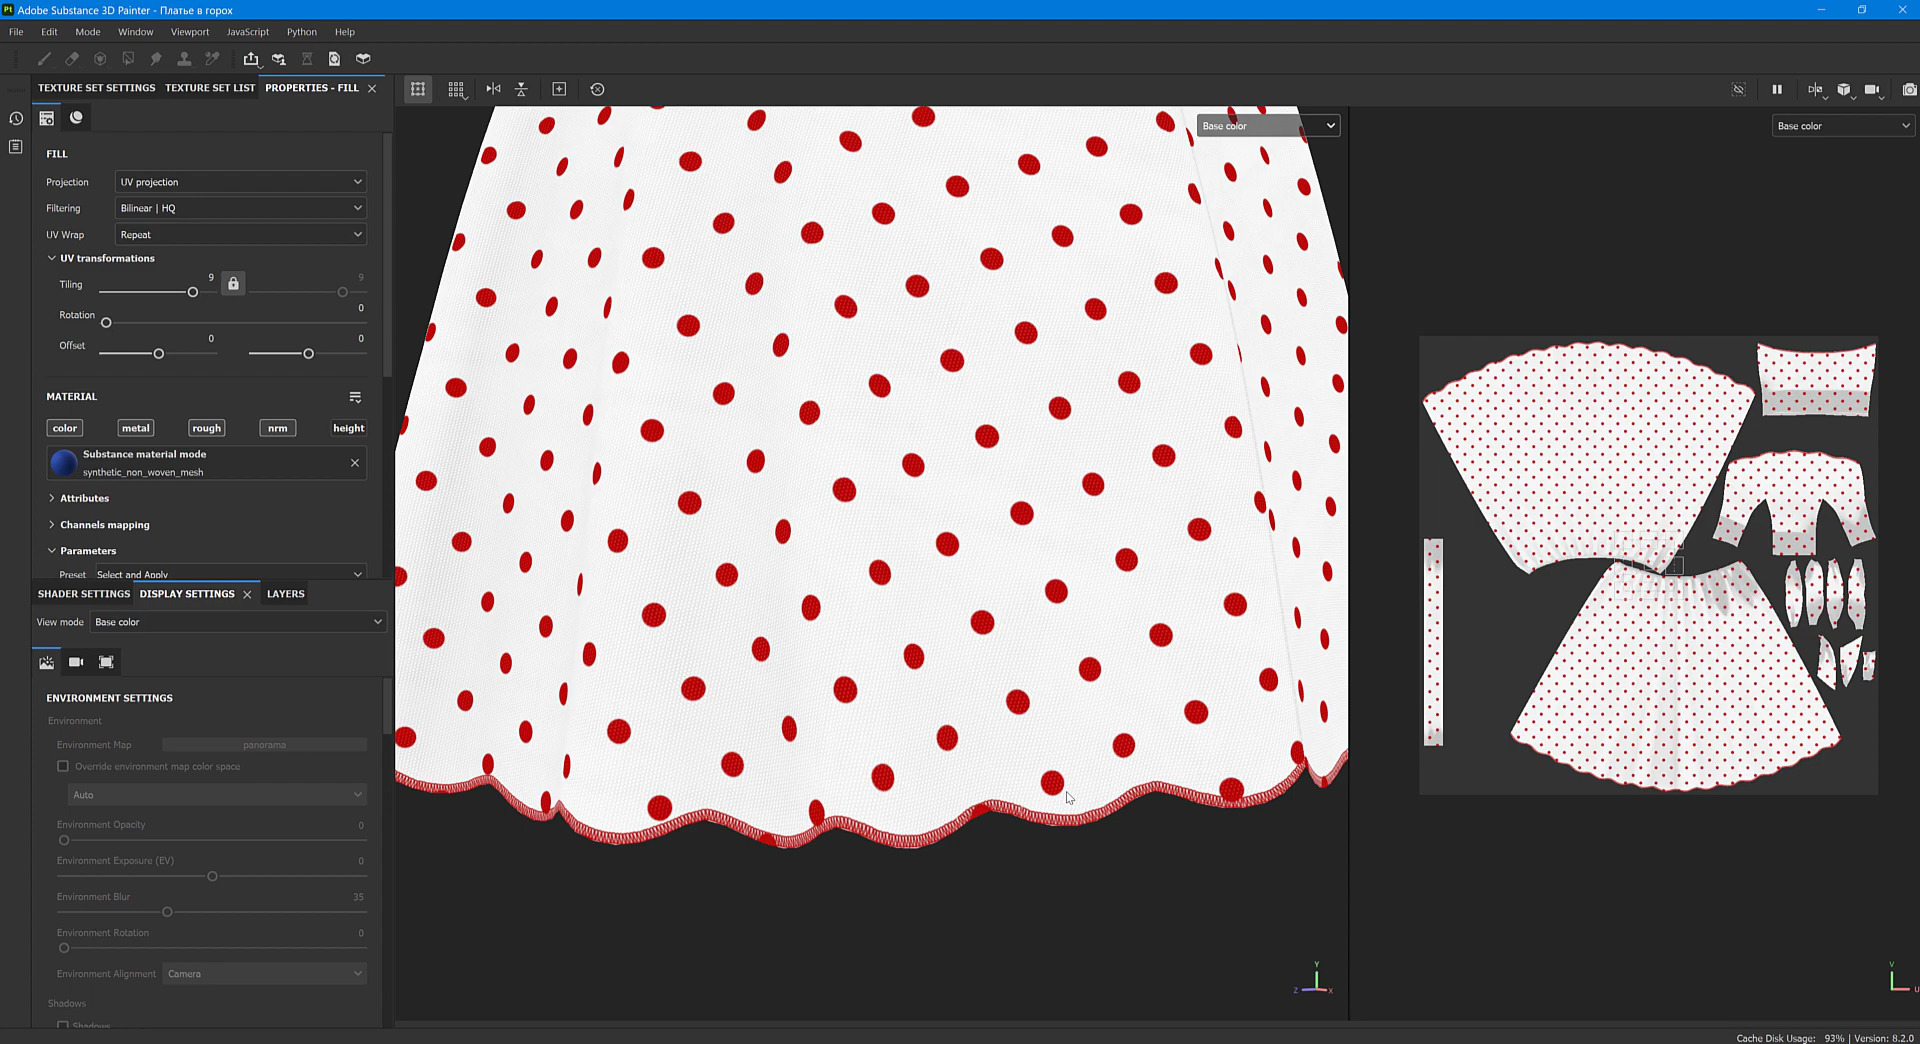 Pt Adobe Substance 3D Painter - Платье в горох
File Edit Mode Window Viewport JavaScript Python Help
TEXTURE SET SETTINGS TEXTURE SET LIST PROPERTIES - FILL
FILL
Projection UV projection
Filtering Bilinear | HQ
UV Wrap Repeat
UV transformations
Tiling 9 9
Rotation 0
Offset 0 0
MATERIAL
color metal rough nrm height
Substance material mode
synthetic_non_woven_mesh
Attributes
Channels mapping
Parameters
Preset Select and Apply
SHADER SETTINGS DISPLAY SETTINGS LAYERS
View mode Base color
ENVIRONMENT SETTINGS
Environment
Environment Map panorama
Override environment map color space
Auto
Environment Opacity 0
Environment Exposure (EV) 0
Environment Blur 35
Environment Rotation 0
Environment Alignment Camera
Shadows
Shadows
Base color
Y
Z X
Base color
V
U
Cache Disk Usage: 93% | Version: 8.2.0